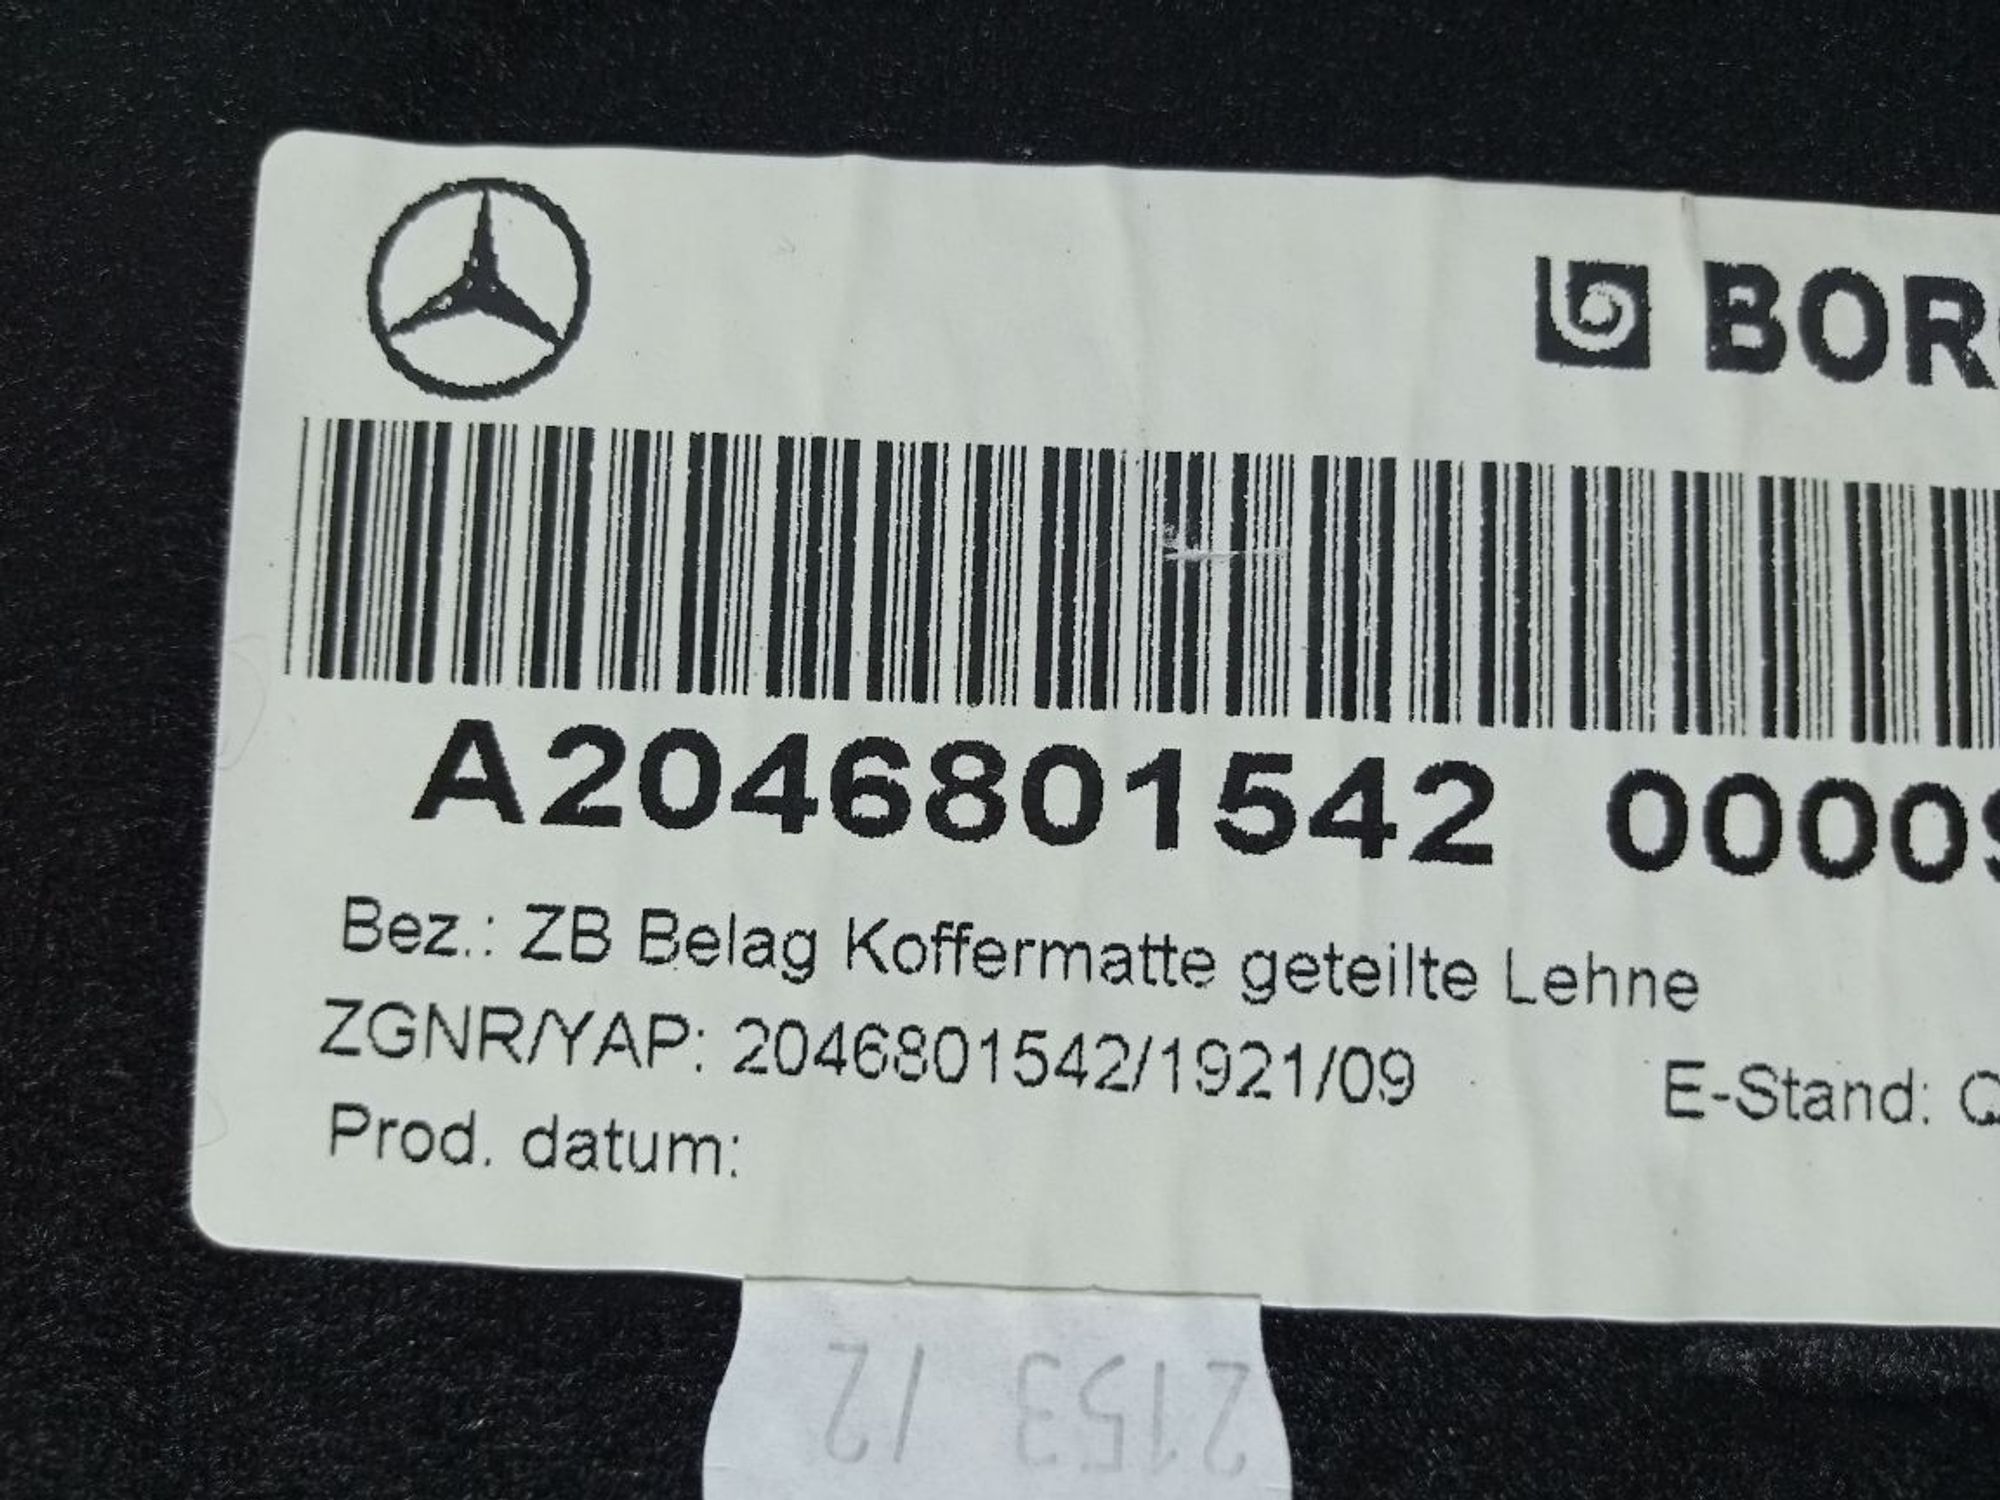 BOR
A2046801542 0000
Bez.: ZB Belag Koffermatte geteilte Lehne
ZGNR/YAP: 2046801542/1921/09 E-Stand: Q
Prod. datum:
2153 12